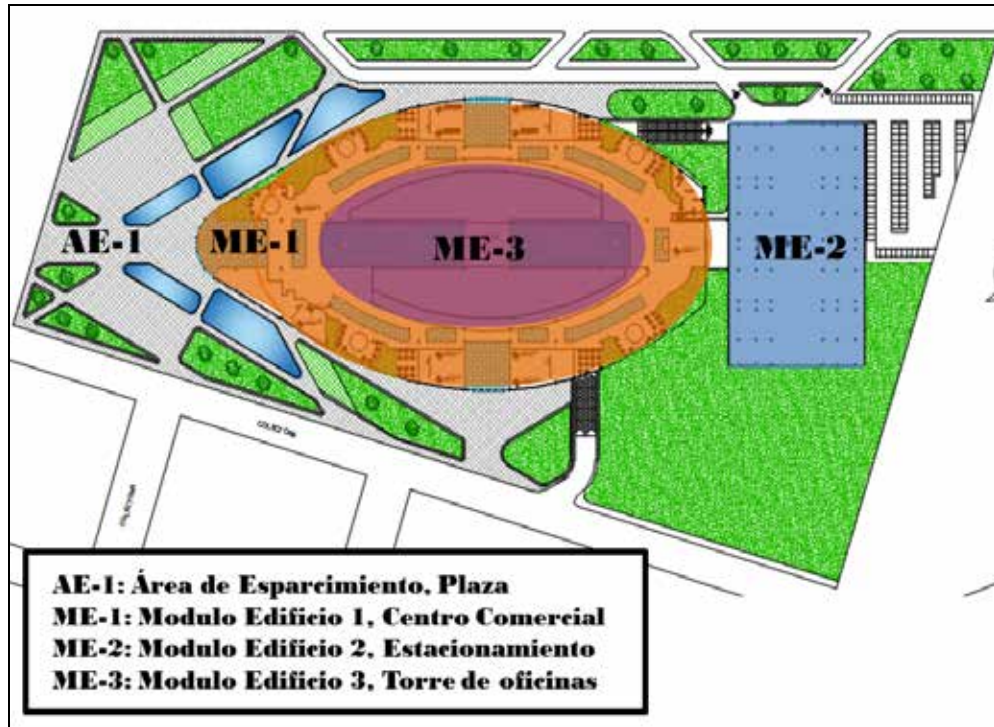 AE-1
ME-1
ME-3
ME-2
AE-1: Área de Esparcimiento, Plaza
ME-1: Modulo Edificio 1, Centro Comercial
ME-2: Modulo Edificio 2, Estacionamiento
ME-3: Modulo Edificio 3, Torre de oficinas